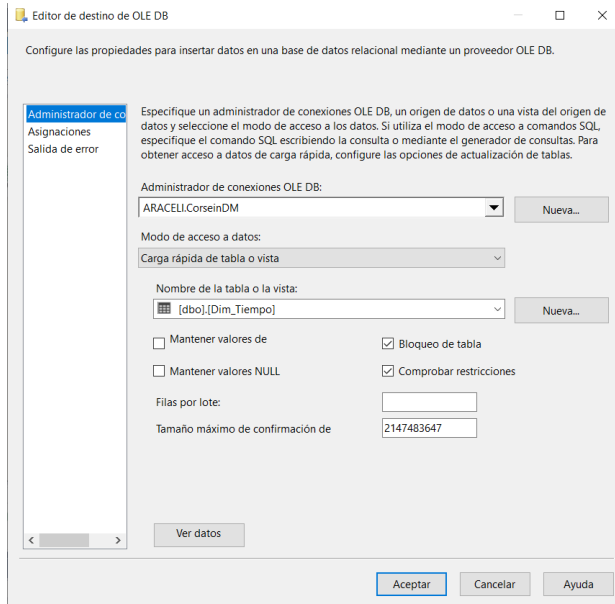 Editor de destino de OLE DB
Configure las propiedades para insertar datos en una base de datos relacional mediante un proveedor OLE DB.
Administrador de co
Asignaciones
Salida de error
Especifique un administrador de conexiones OLE DB, un origen de datos o una vista del origen de
datos y seleccione el modo de acceso a los datos. Si utiliza el modo de acceso a comandos SQL,
especifique el comando SQL escribiendo la consulta o mediante el generador de consultas. Para
obtener acceso a datos de carga rápida, configure las opciones de actualización de tablas.
Administrador de conexiones OLE DB:
ARACELI.CorseinDM
Nueva...
Modo de acceso a datos:
Carga rápida de tabla o vista
Nombre de la tabla o la vista:
[dbo].[Dim_Tiempo]
Nueva...
Mantener valores de
Bloqueo de tabla
Mantener valores NULL
Comprobar restricciones
Filas por lote:
Tamaño máximo de confirmación de
2147483647
Ver datos
Aceptar
Cancelar
Ayuda